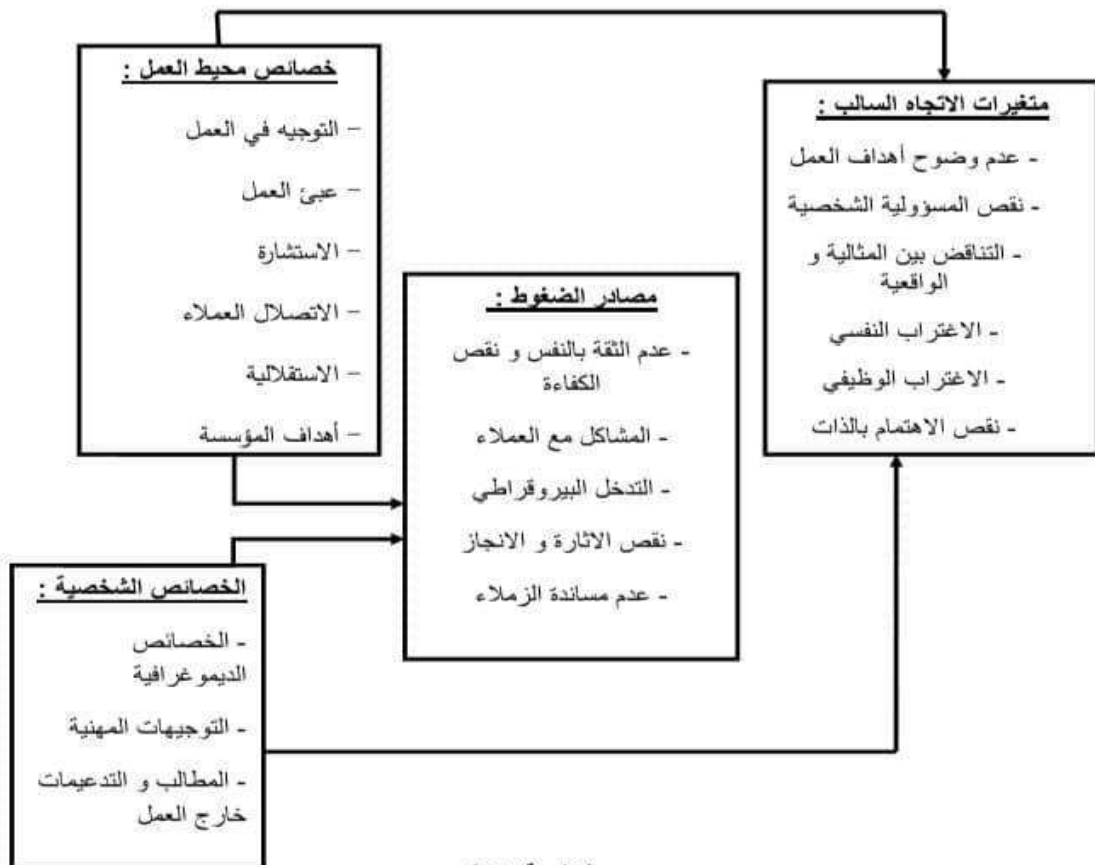 خصائص محيط العمل :
– التوجيه في العمل
– عبئ العمل
– الاستشارة
– الاتصلال العملاء
– الاستقلالية
– أهداف المؤسسة
متغيرات الاتجاه السالب :
- عدم وضوح أهداف العمل
- نقص المسؤولية الشخصية
- التناقض بين المثالية و
الواقعية
- الاغتراب النفسي
- الاغتراب الوظيفي
- نقص الاهتمام بالذات
مصادر الضغوط :
- عدم الثقة بالنفس و نقص
الكفاءة
- المشاكل مع العملاء
- التدخل البيروقراطي
- نقص الاثارة و الانجاز
- عدم مساندة الزملاء
الخصائص الشخصية :
- الخصائص
الديموغرافية
- التوجيهات المهنية
- المطالب و التدعيمات
خارج العمل